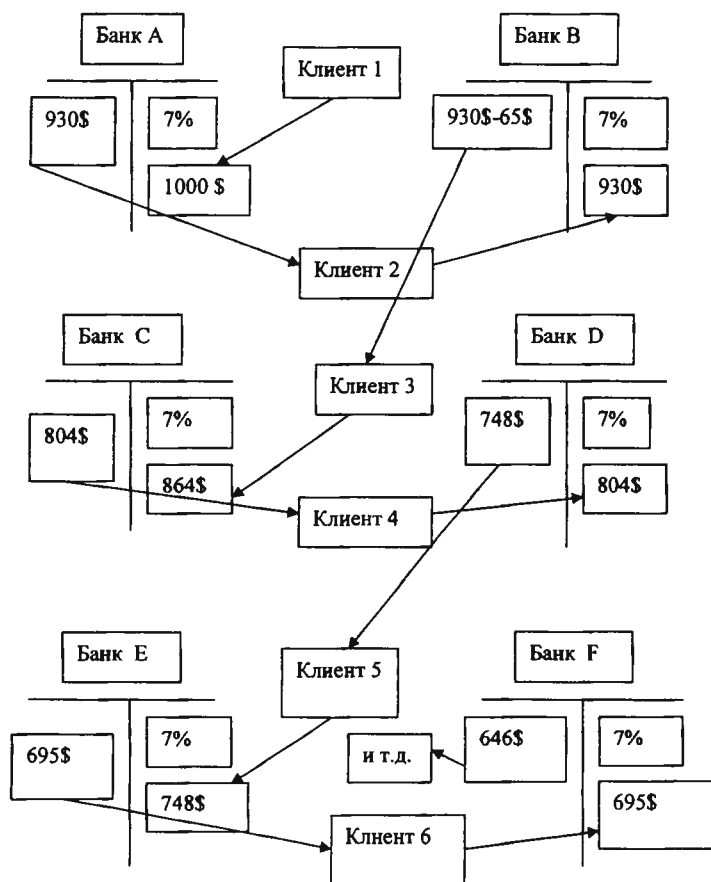 Банк А
Клиент 1
Банк В
930$
7%
930$-65$
7%
1000 $
930$
Клиент 2
Банк С
Банк D
Клиент 3
804$
7%
748$
7%
864$
804$
Клиент 4
Банк Е
Клиент 5
Банк F
695$
7%
и т.д.
646$
7%
748$
695$
Клиент 6